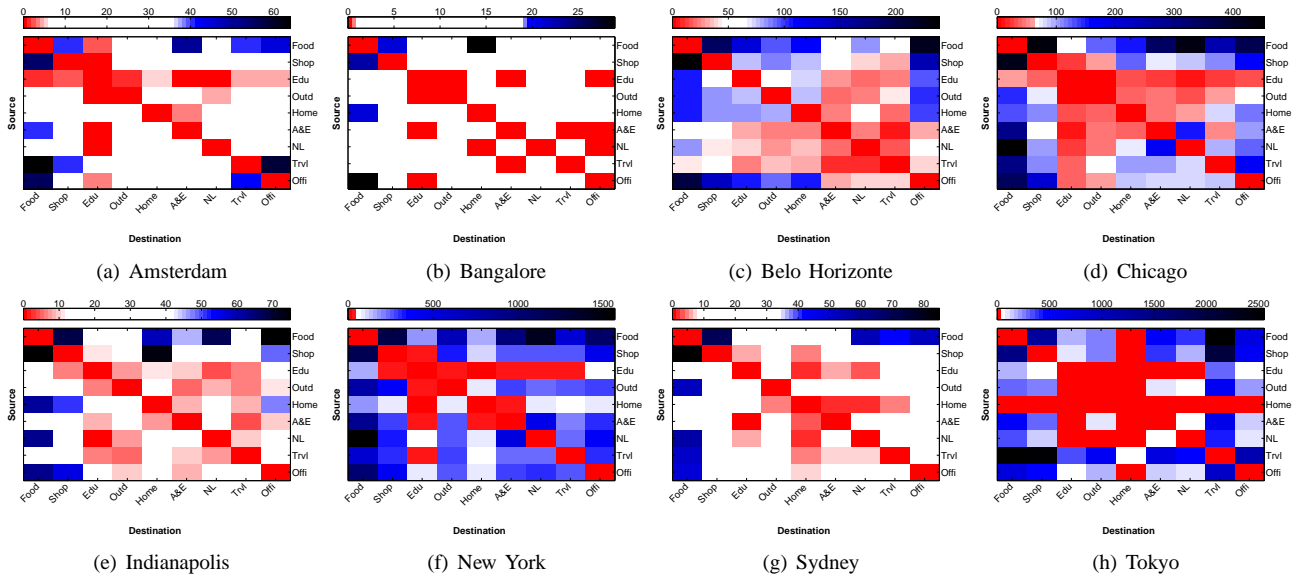 0 20 40 60
0 5 10 15 20 25
0 50 100 150 200
0 100 200 300 400
Source
Food
Shop
Edu
Outd
Home
A&E
NL
Trvl
Offi
Food Shop Edu Outd Home A&E NL Trvl Offi
Destination
Source
Food
Shop
Edu
Outd
Home
A&E
NL
Trvl
Offi
Food Shop Edu Outd Home A&E NL Trvl Offi
Destination
Source
Food
Shop
Edu
Outd
Home
A&E
NL
Trvl
Offi
Food Shop Edu Outd Home A&E NL Trvl Offi
Destination
Source
Food
Shop
Edu
Outd
Home
A&E
NL
Trvl
Offi
Food Shop Edu Outd Home A&E NL Trvl Offi
Destination
(a) Amsterdam
(b) Bangalore
(c) Belo Horizonte
(d) Chicago
0 10 20 30 40 50 60 70
0 500 1000 1500
0 10 20 30 40 50 60 70 80
0 500 1000 1500 2000 2500
Source
Food
Shop
Edu
Outd
Home
A&E
NL
Trvl
Offi
Food Shop Edu Outd Home A&E NL Trvl Offi
Destination
Source
Food
Shop
Edu
Outd
Home
A&E
NL
Trvl
Offi
Food Shop Edu Outd Home A&E NL Trvl Offi
Destination
Source
Food
Shop
Edu
Outd
Home
A&E
NL
Trvl
Offi
Food Shop Edu Outd Home A&E NL Trvl Offi
Destination
Source
Food
Shop
Edu
Outd
Home
A&E
NL
Trvl
Offi
Food Shop Edu Outd Home A&E NL Trvl Offi
Destination
(e) Indianapolis
(f) New York
(g) Sydney
(h) Tokyo